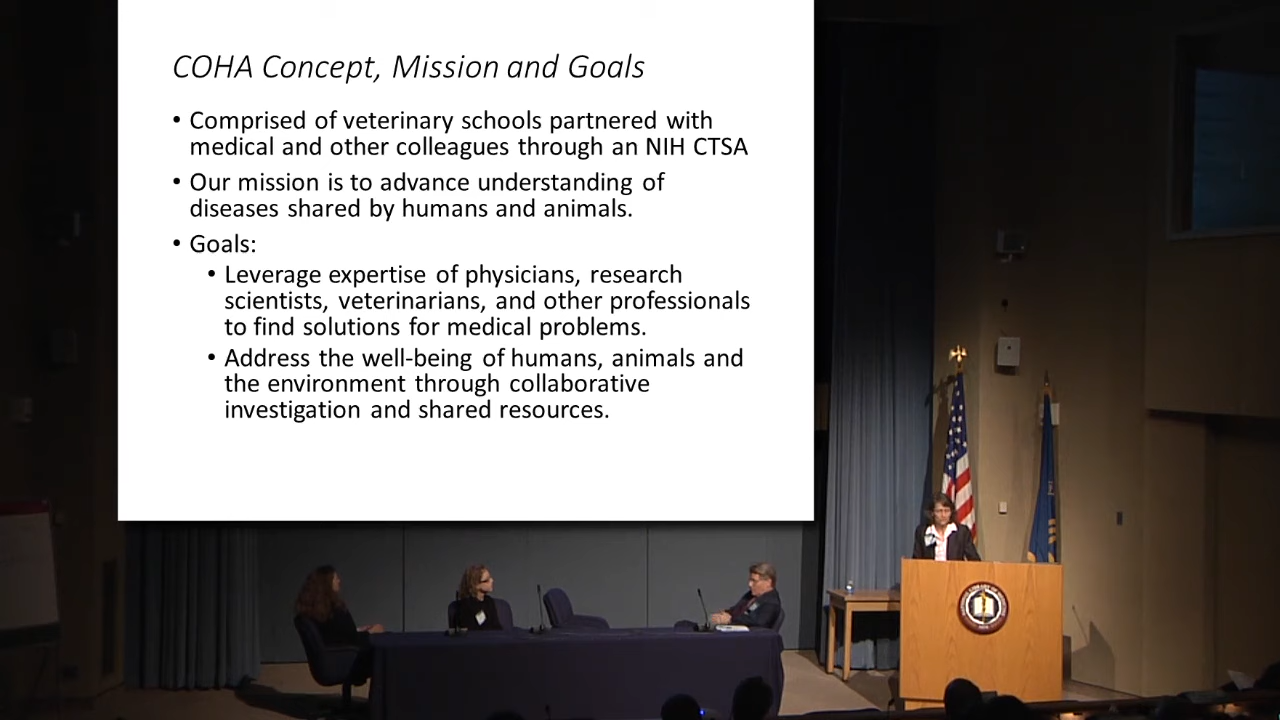 COHA Concept, Mission and Goals
• Comprised of veterinary schools partnered with
medical and other colleagues through an NIH CTSA
• Our mission is to advance understanding of
diseases shared by humans and animals.
• Goals:
• Leverage expertise of physicians, research
scientists, veterinarians, and other professionals
to find solutions for medical problems.
• Address the well-being of humans, animals and
the environment through collaborative
investigation and shared resources.